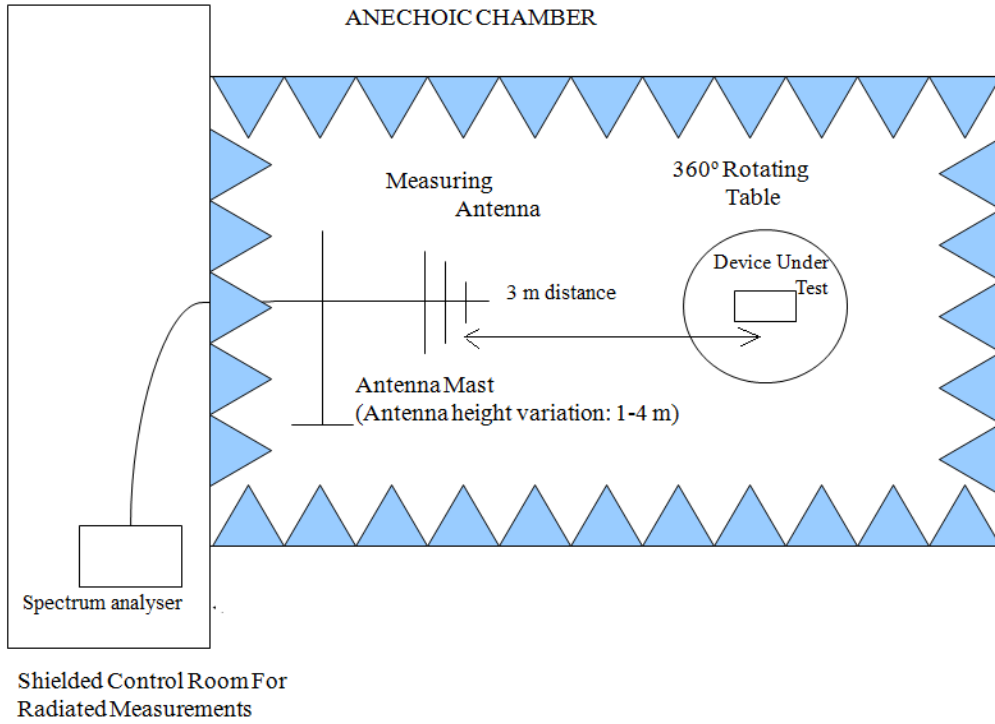 ANECHOIC CHAMBER
360º Rotating
Table
Measuring
Antenna
Device Under
Test
3 m distance
Antenna Mast
(Antenna height variation: 1-4 m)
Spectrum analyser
Shielded Control Room For
Radiated Measurements